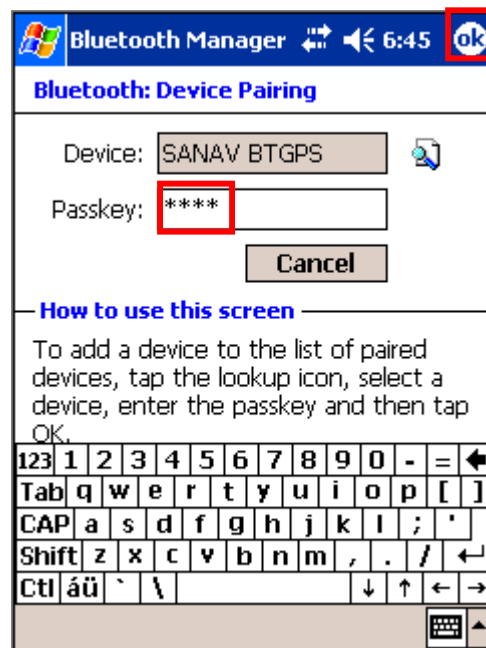 Bluetooth Manager 6:45 ok
Bluetooth: Device Pairing
Device: SANAV BTGPS
Passkey: ****
Cancel
How to use this screen
To add a device to the list of paired
devices, tap the lookup icon, select a
device, enter the passkey and then tap
OK.
123 1 2 3 4 5 6 7 8 9 0 - =
Tab q w e r t y u i o p [ ]
CAP a s d f g h j k l ; '
Shift z x c v b n m , . / ↵
Ctl áü ` \ ↓ ↑ ← →